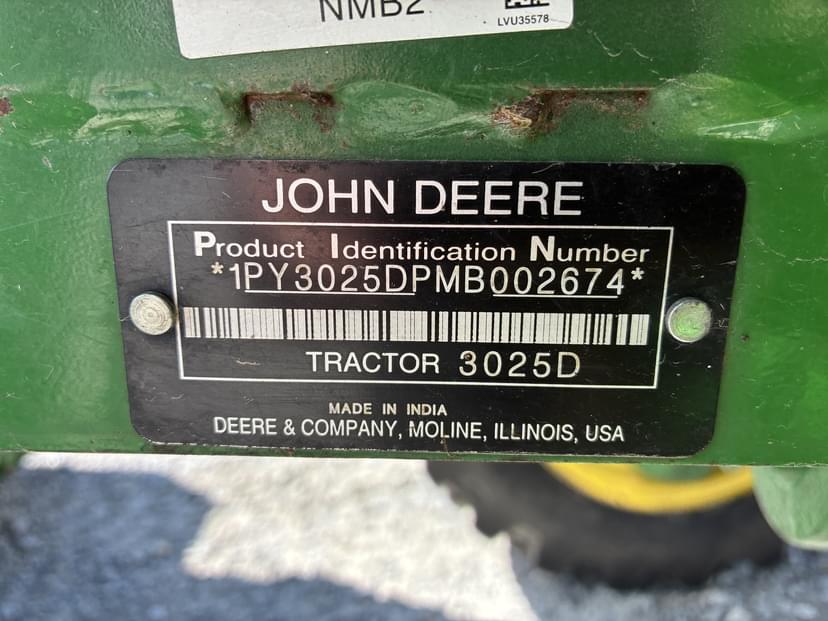 NMB2
LVU35578
JOHN DEERE
Product Identification Number
*1PY3025DPMB002674*
TRACTOR 3025D
MADE IN INDIA
DEERE & COMPANY, MOLINE, ILLINOIS, USA